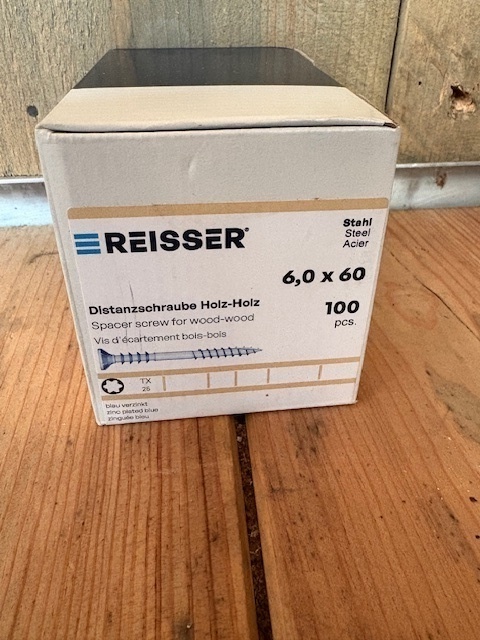 REISSER®
Stahl
Steel
Acier
6,0 x 60
Distanzschraube Holz-Holz
100
Spacer screw for wood-wood
pcs.
Vis d'écartement bois-bois
TX
25
blau verzinkt
zinc plated blue
zinguée bleu